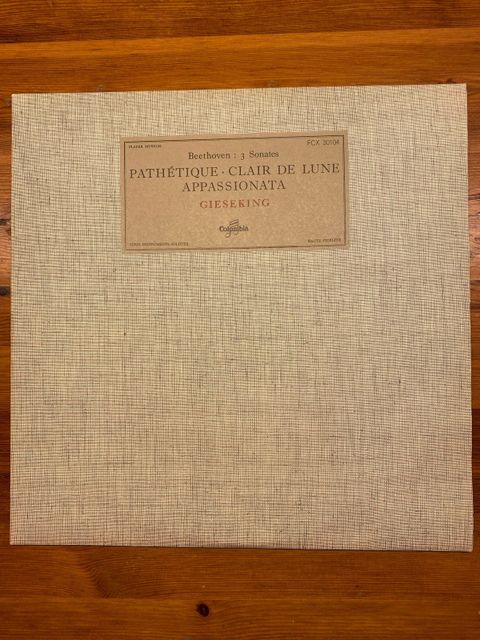 FCX 30104
Beethoven : 3 Sonates
PATHÉTIQUE · CLAIR DE LUNE
APPASSIONATA
GIESEKING
Columbia